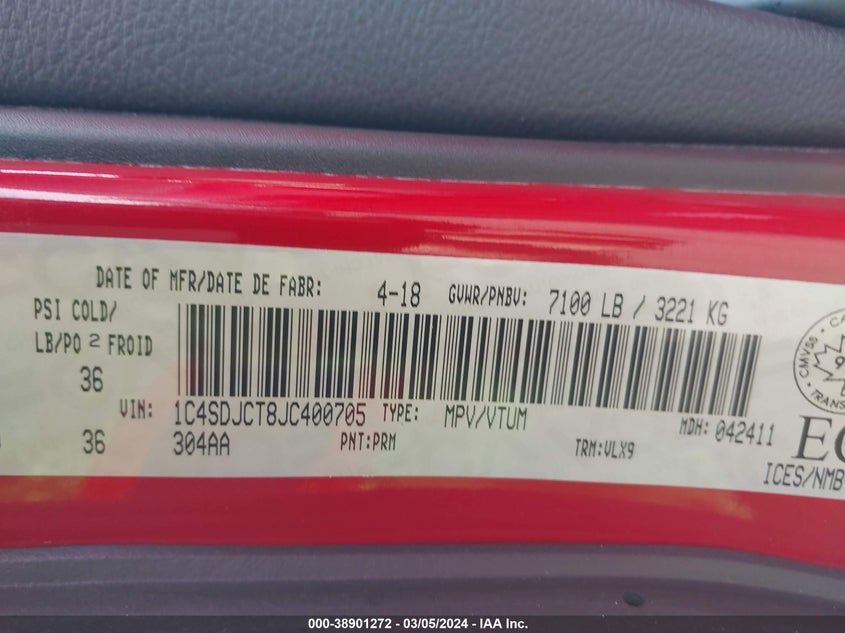 DATE OF MFR/DATE DE FABR: 4-18 GVWR/PNBV: 7100 LB / 3221 KG
PSI COLD/
LB/PO 2 FROID
36
VIN: 1C4SDJCT8JC400705 TYPE: MPV/VTUM MDH: 042411
36 304AA PNT:PRM TRM:VLX9
CMVSS
TRANS
ICES/NMB
000-38901272 - 03/05/2024 - IAA Inc.